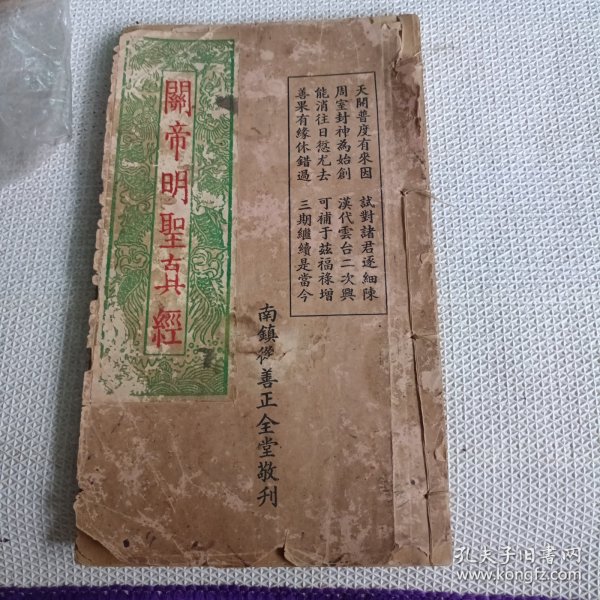 關帝明聖真經
天開普度有來因 試對諸君逐細陳
周室封神為始創 漢代雲台二次興
能消往日愆尤去 可補于茲福祿增
善果有緣休錯過 三期繼續是當今
南鎮從善正全堂敬刊
7
孔夫子旧书网
www.kongfz.com